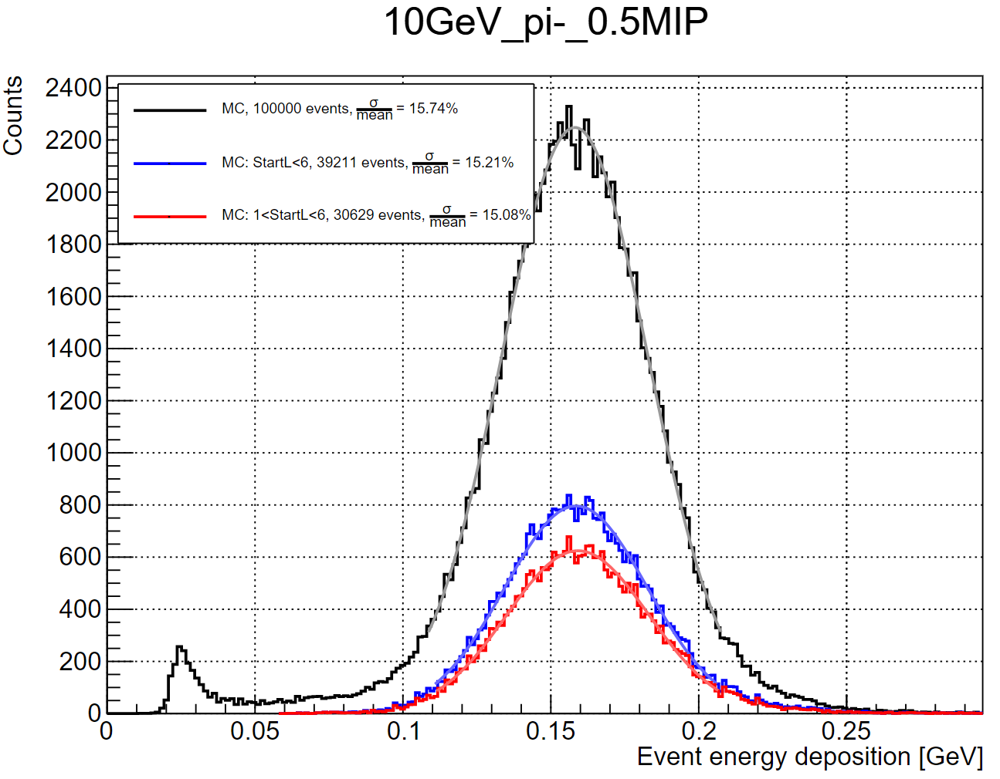 10GeV_pi-_0.5MIP
Counts
2400
2200
2000
1800
1600
1400
1200
1000
800
600
400
200
0
MC, 100000 events, σ/mean = 15.74%
MC: StartL<6, 39211 events, σ/mean = 15.21%
MC: 1<StartL<6, 30629 events, σ/mean = 15.08%
0 0.05 0.1 0.15 0.2 0.25
Event energy deposition [GeV]